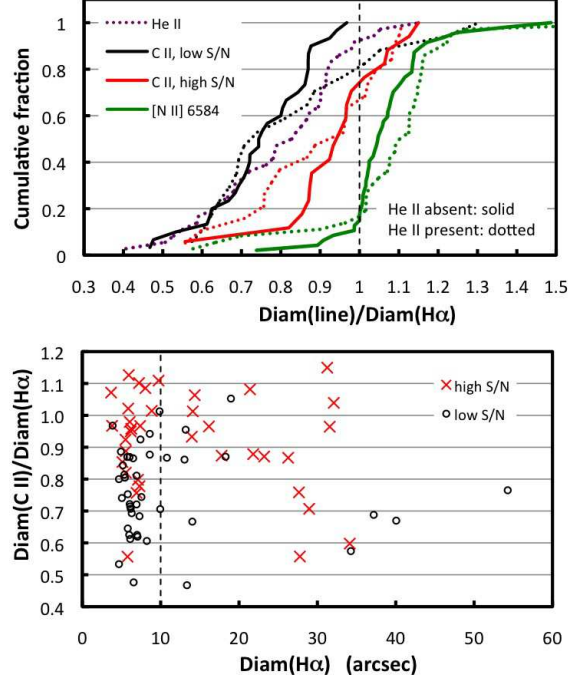 1
0.8
0.6
0.4
0.2
0
Cumulative fraction
He II
C II, low S/N
C II, high S/N
[N II] 6584
He II absent: solid
He II present: dotted
0.3 0.4 0.5 0.6 0.7 0.8 0.9 1 1.1 1.2 1.3 1.4 1.5
Diam(line)/Diam(Hα)
1.2
1.1
1.0
0.9
0.8
0.7
0.6
0.5
0.4
Diam(C II)/Diam(Hα)
high S/N
low S/N
0 10 20 30 40 50 60
Diam(Hα) (arcsec)